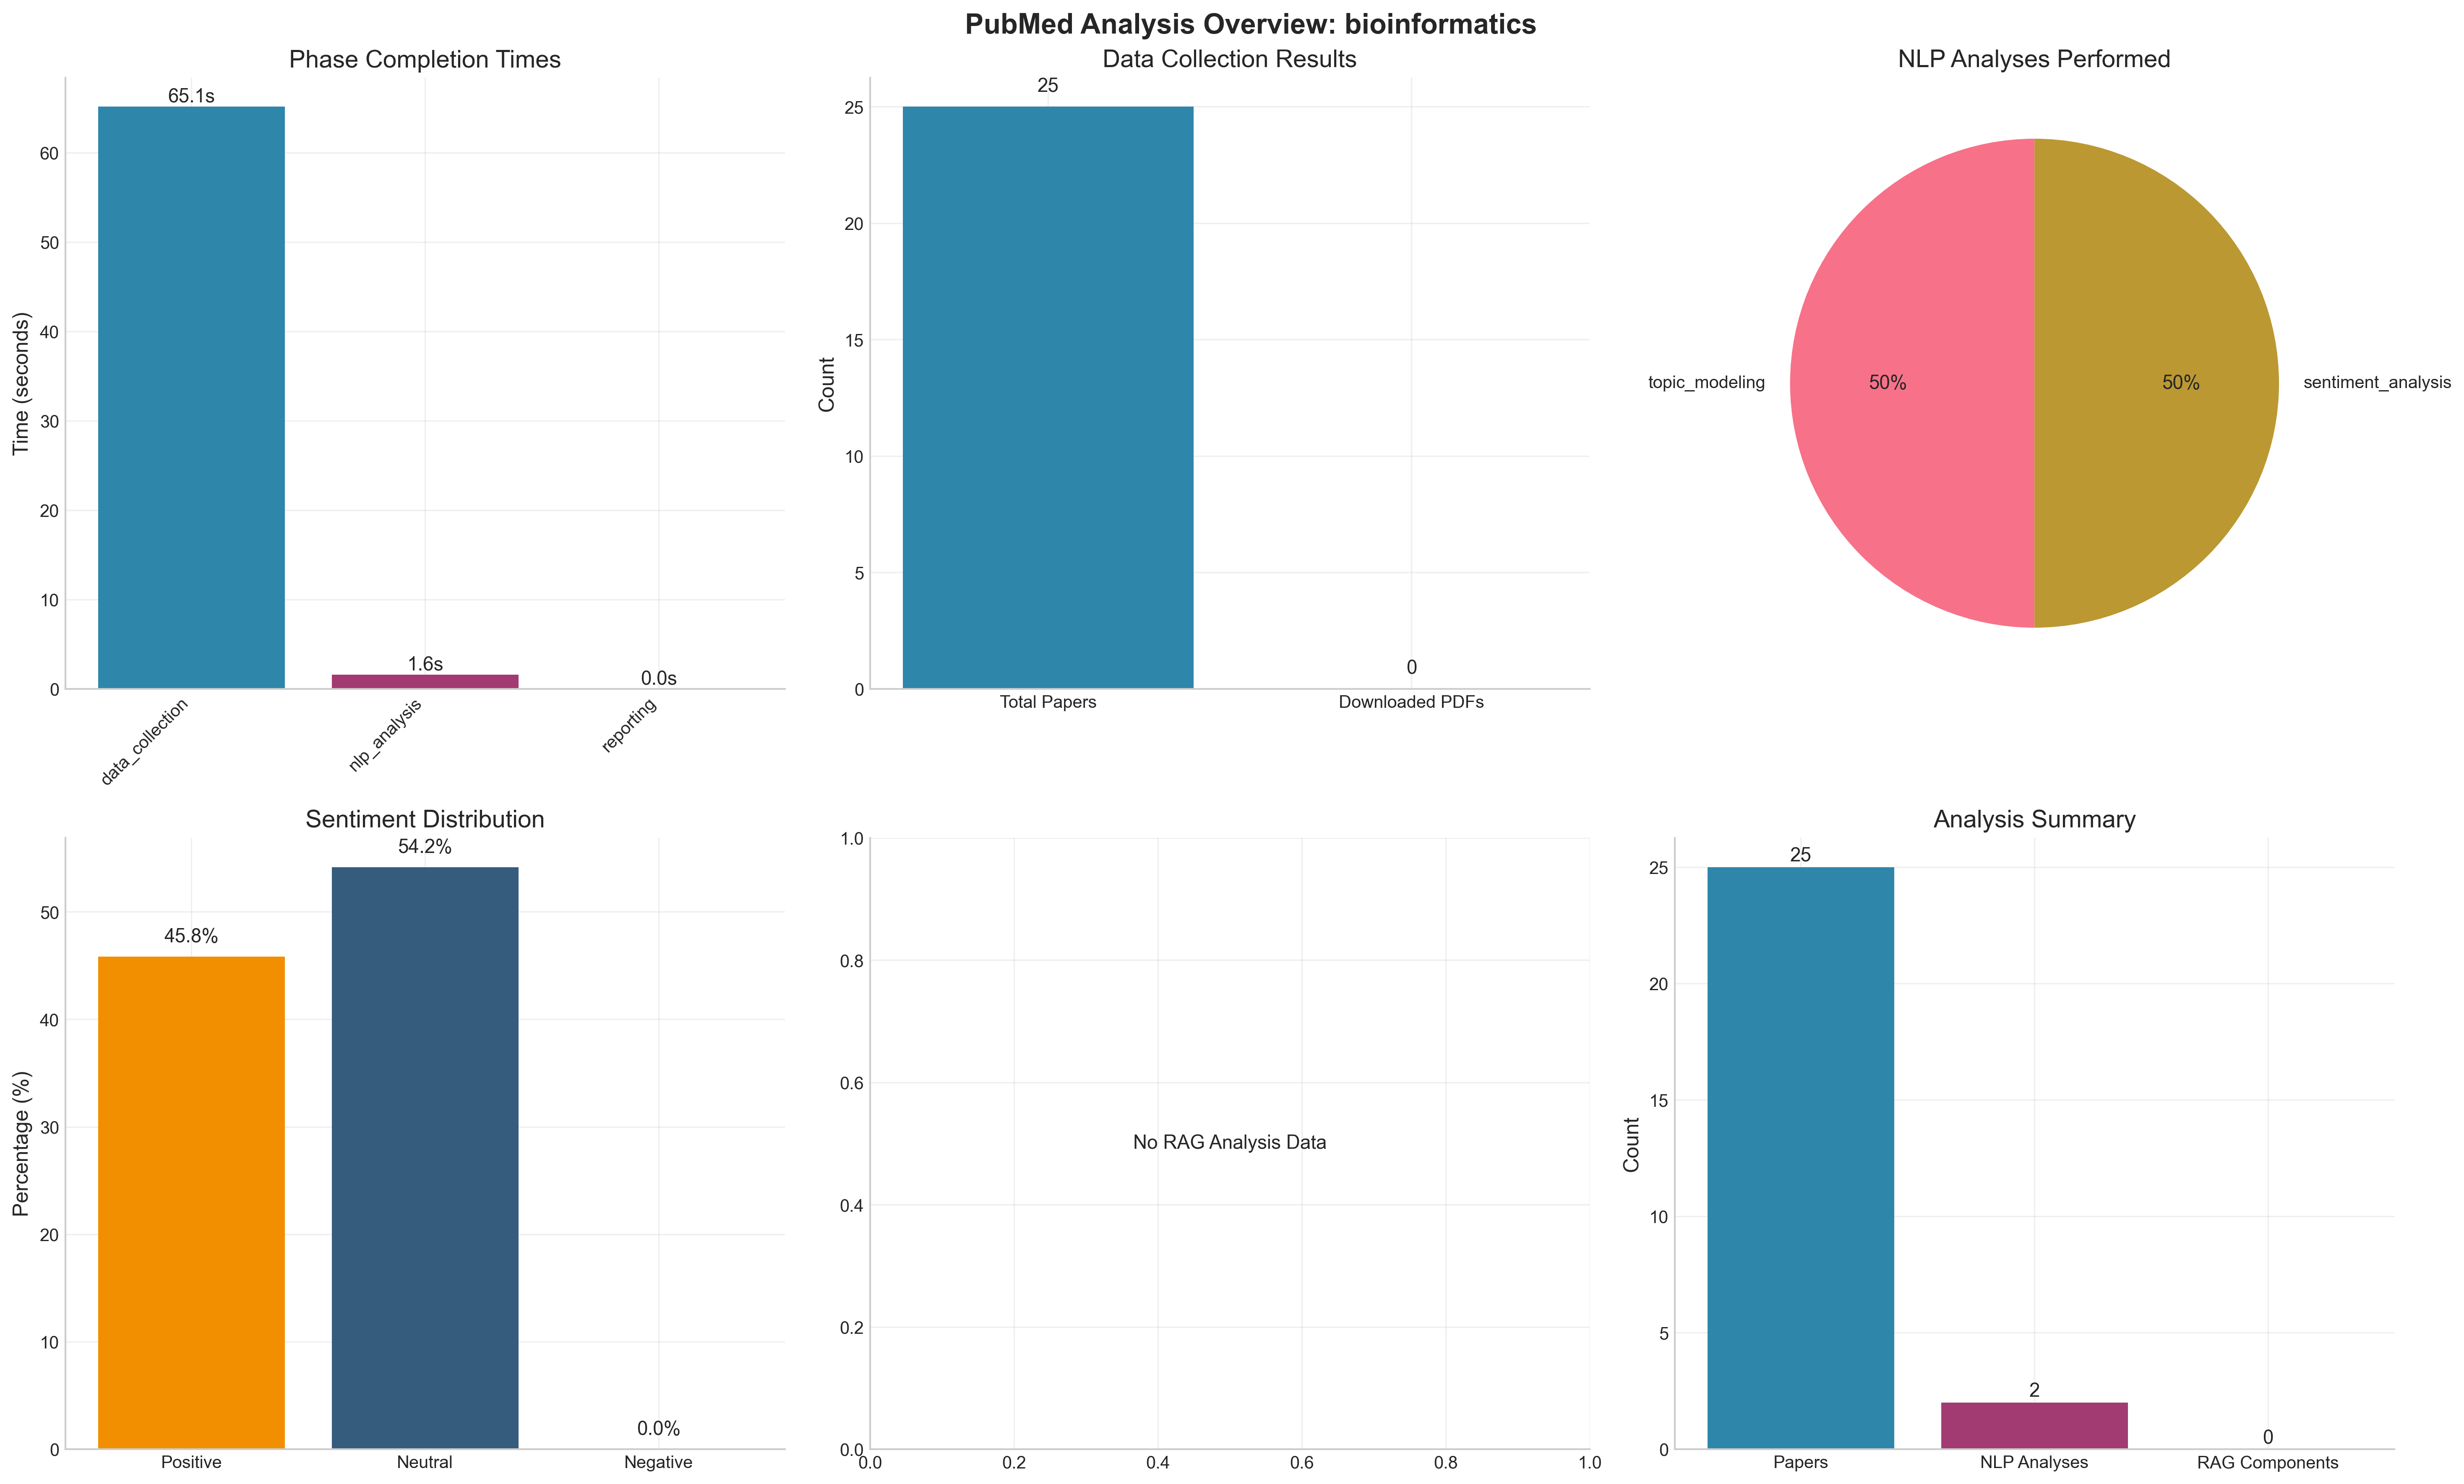 PubMed Analysis Overview: bioinformatics
Phase Completion Times
65.1s
1.6s
0.0s
60
50
40
30
20
10
0
Time (seconds)
data_collection
nlp_analysis
reporting
Data Collection Results
25
0
25
20
15
10
5
0
Count
Total Papers
Downloaded PDFs
NLP Analyses Performed
topic_modeling
50%
50%
sentiment_analysis
Sentiment Distribution
54.2%
45.8%
0.0%
50
40
30
20
10
0
Percentage (%)
Positive
Neutral
Negative
1.0
0.8
0.6
0.4
0.2
0.0
No RAG Analysis Data
0.0
0.2
0.4
0.6
0.8
1.0
Analysis Summary
25
2
0
25
20
15
10
5
0
Count
Papers
NLP Analyses
RAG Components